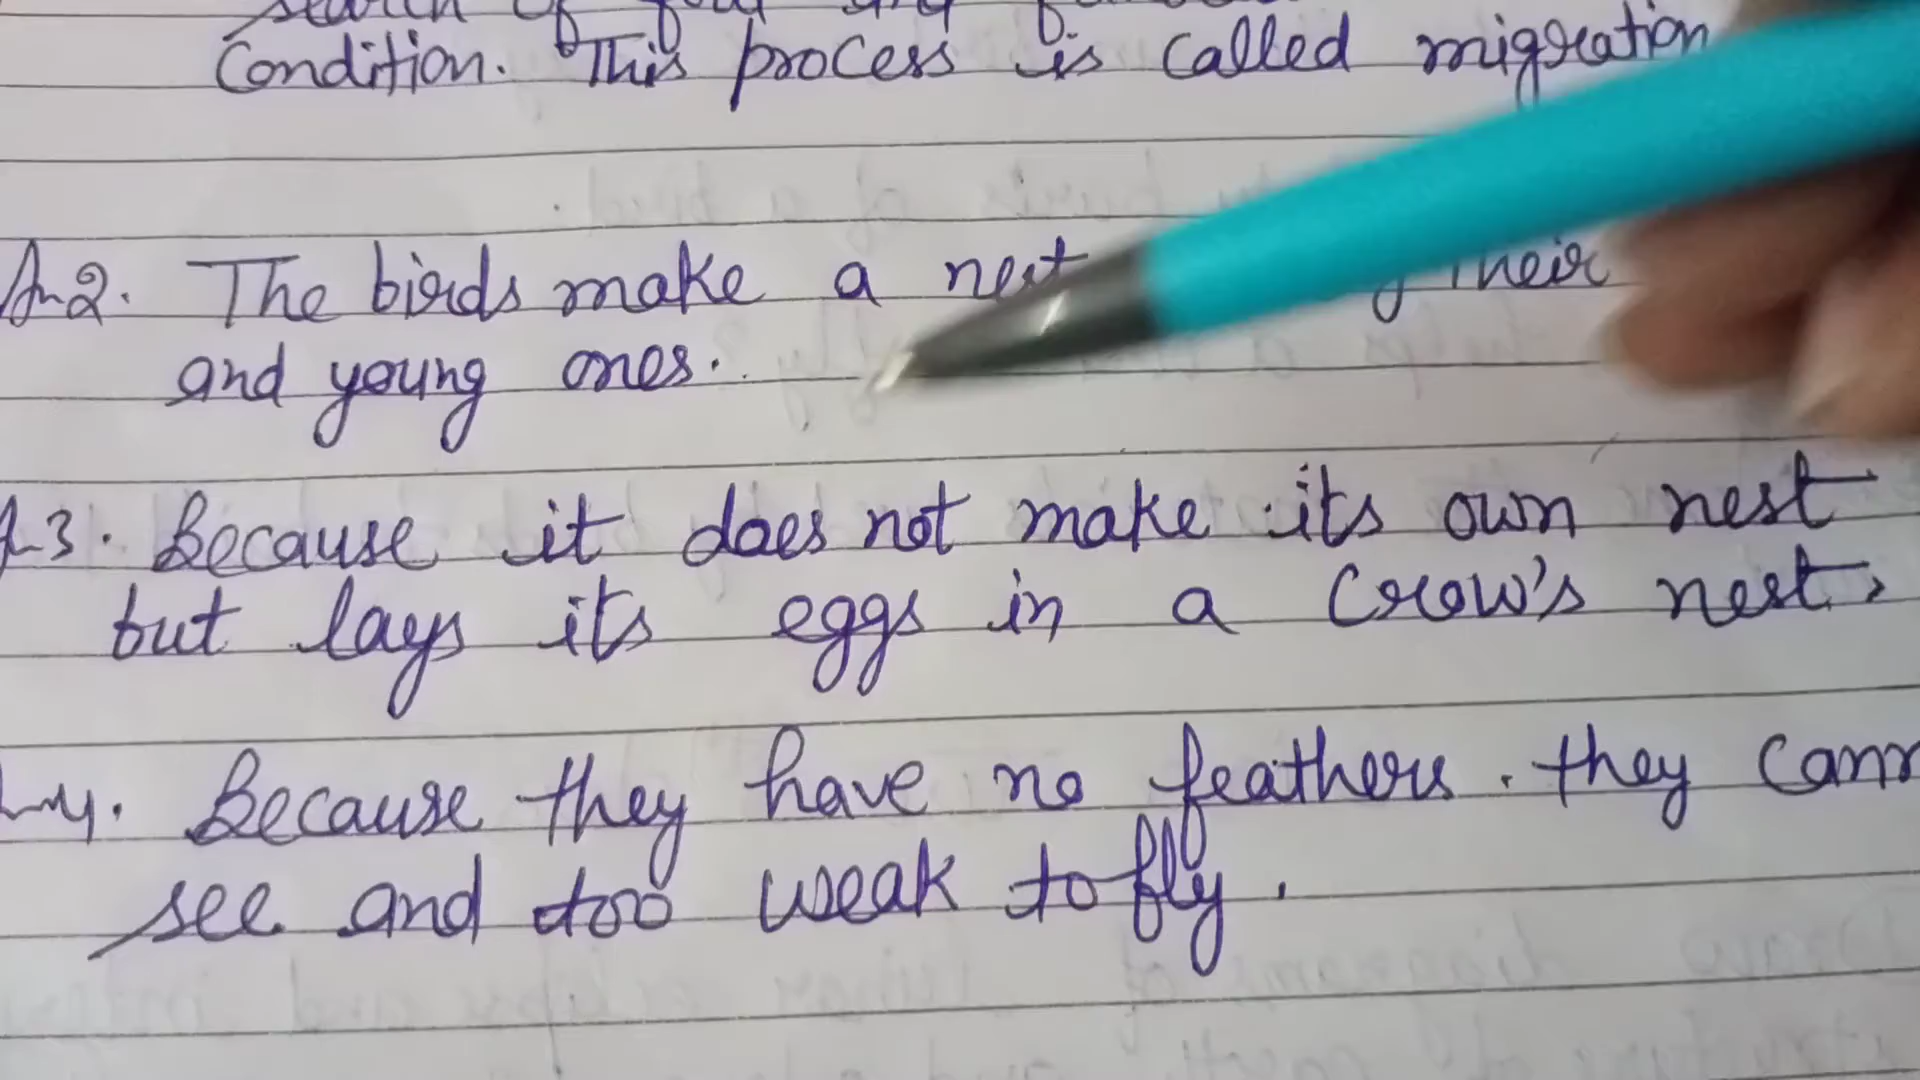 Condition. This process is called migration
An2. The birds make a nest their
and young ones.
3. Because it does not make its own nest
but lays its eggs in a Crow's nest.
4. Because they have no feathers. they
see and too weak to fly.